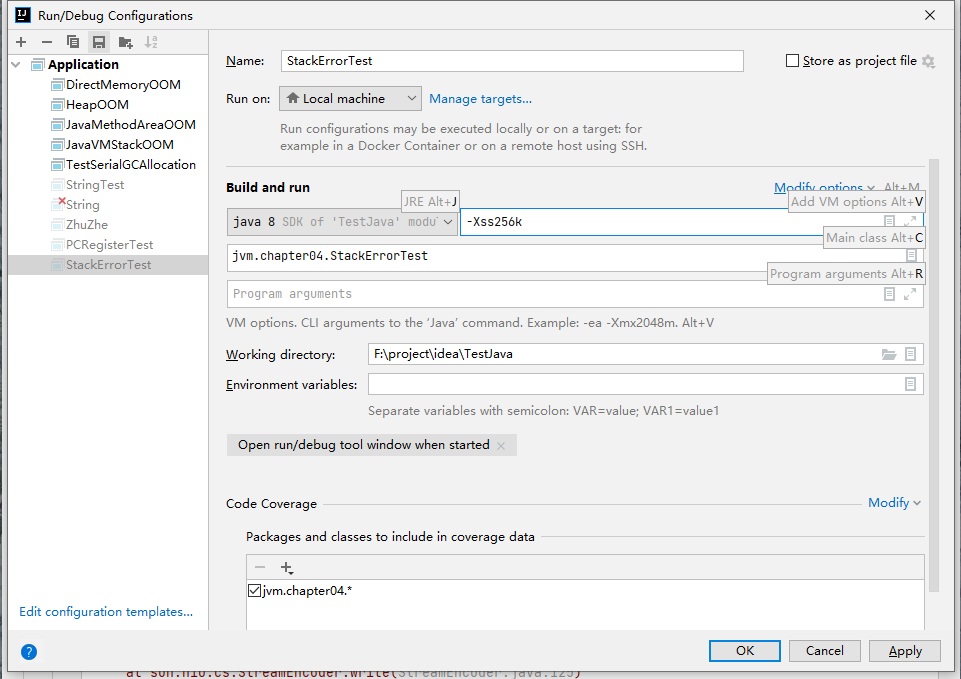 Run/Debug Configurations
Application
DirectMemoryOOM
HeapOOM
JavaMethodAreaOOM
JavaVMStackOOM
TestSerialGCAllocation
StringTest
String
ZhuZhe
PCRegisterTest
StackErrorTest
Edit configuration templates...
Name: StackErrorTest
Store as project file
Run on: Local machine Manage targets...
Run configurations may be executed locally or on a target: for
example in a Docker Container or on a remote host using SSH.
Build and run
Modify options Alt+M
JRE Alt+J
Add VM options Alt+V
java 8 SDK of 'TestJava' modul
-Xss256k
Main class Alt+C
jvm.chapter04.StackErrorTest
Program arguments Alt+R
Program arguments
VM options. CLI arguments to the ‘Java’ command. Example: -ea -Xmx2048m. Alt+V
Working directory: F:\project\idea\TestJava
Environment variables:
Separate variables with semicolon: VAR=value; VAR1=value1
Open run/debug tool window when started
Code Coverage Modify
Packages and classes to include in coverage data
jvm.chapter04.*
? OK Cancel Apply
at sun.nio.cs.StreamEncoder.write(StreamEncoder.java:125)